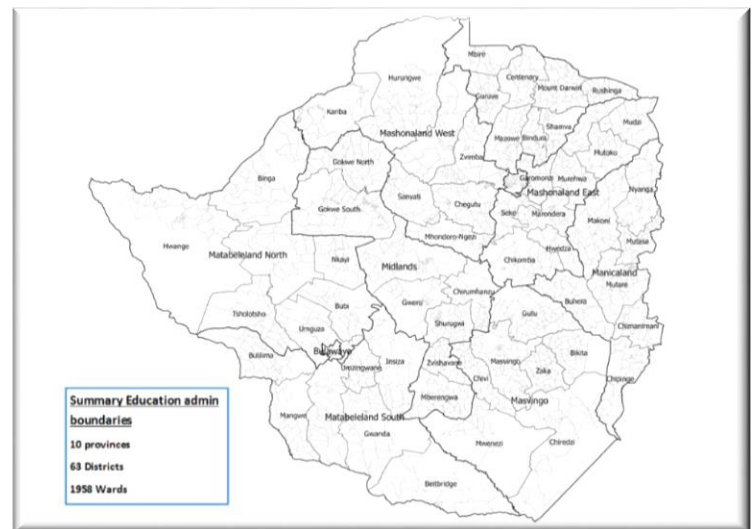 Mbire
Hurungwe
Centenary
Mount Darwin
Rushinga
Guruve
Kariba
Mudzi
Shamva
Mazowe Bindura
Mashonaland West
Mutoko
Zvimba
Gokwe North
Goromonzi
Murehwa
Binga
Mashonaland East
Nyanga
Sanyati
Chegutu
Gokwe South
Seke
Marondera
Makoni
Mhondoro-Ngezi
Mutasa
Hwange
Hwedza
Matabeleland North
Chikomba
Nkayi
Midlands
Manicaland
Mutare
Chirumhanzu
Gweru
Buhera
Bubi
Tsholotsho
Gutu
Shurugwi
Umguza
Chimanimani
Bulawayo
Bulilima
Bikita
Insiza
Zvishavane
Masvingo
Umzingwane
Zaka
Chivi
Chipinge
Mberengwa
Masvingo
Mangwe
Matabeleland South
Gwanda
Mwenezi
Chiredzi
Beitbridge
Summary Education admin
boundaries
10 provinces
63 Districts
1958 Wards